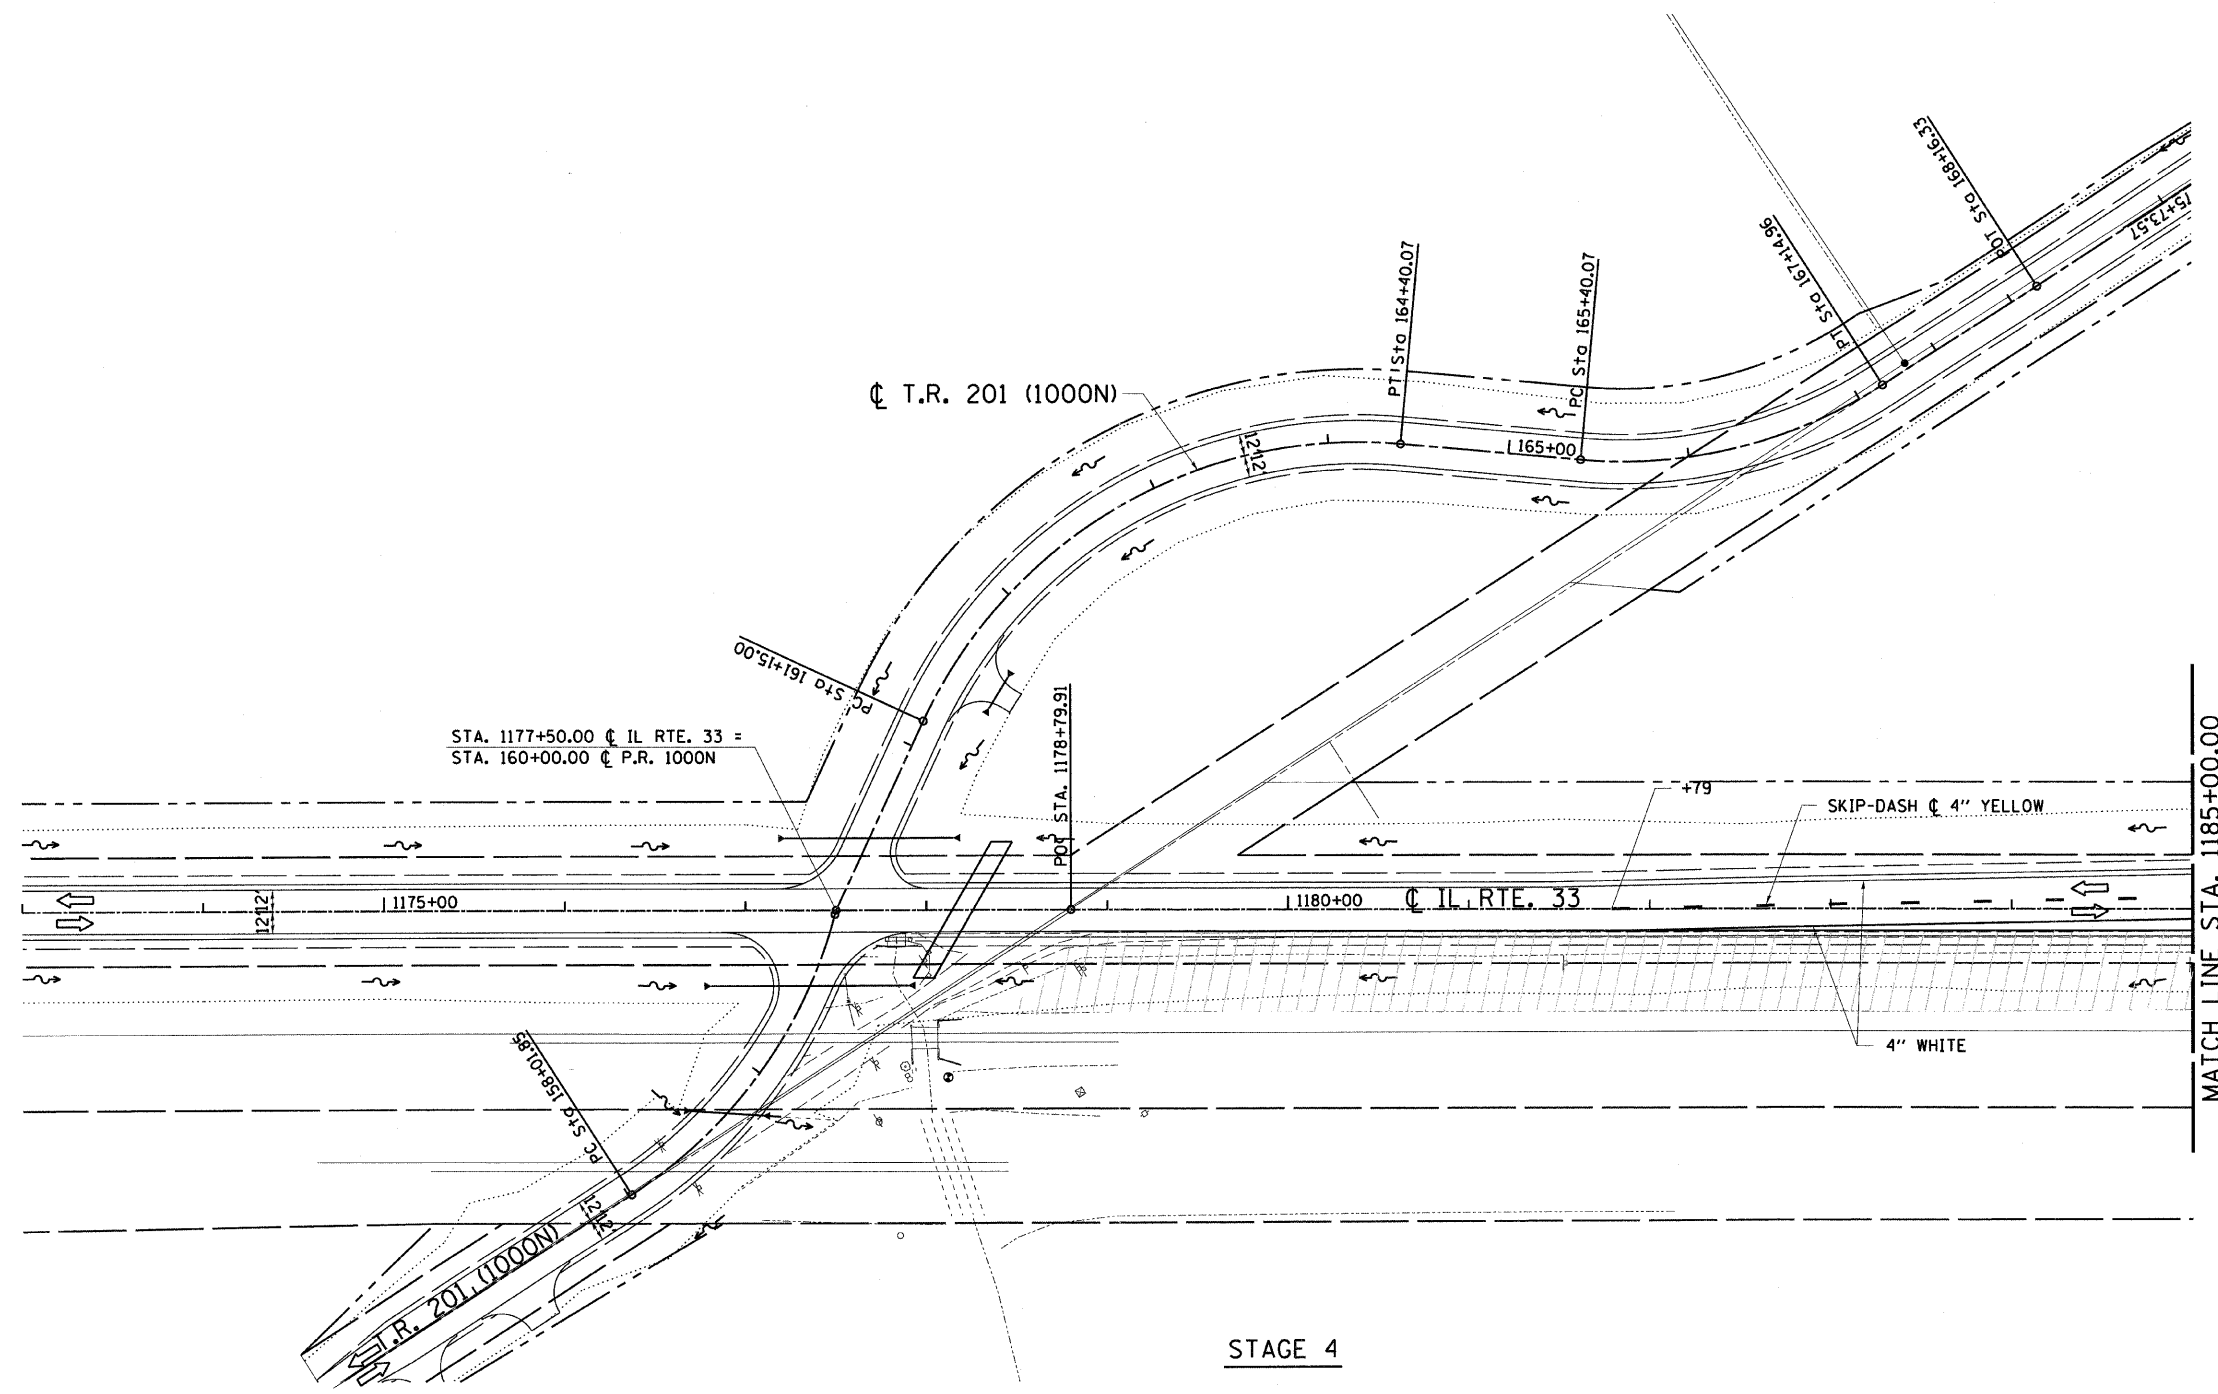 POT Sta 168+16.33
PT Sta 167+14.96
75+73.57
PT Sta 164+40.07
PC Sta 165+40.07
℄ T.R. 201 (1000N)
12' 12'
165+00
PC Sta 161+15.00
STA. 1177+50.00 ℄ IL RTE. 33 =
STA. 160+00.00 ℄ P.R. 1000N
POC STA. 1178+79.91
+79
SKIP-DASH ℄ 4" YELLOW
MATCH LINE STA. 1185+00.00
12' 12'
1175+00
1180+00
℄ IL RTE. 33
4" WHITE
PC Sta 158+01.85
12' 12'
T.R. 201 (1000N)
STAGE 4